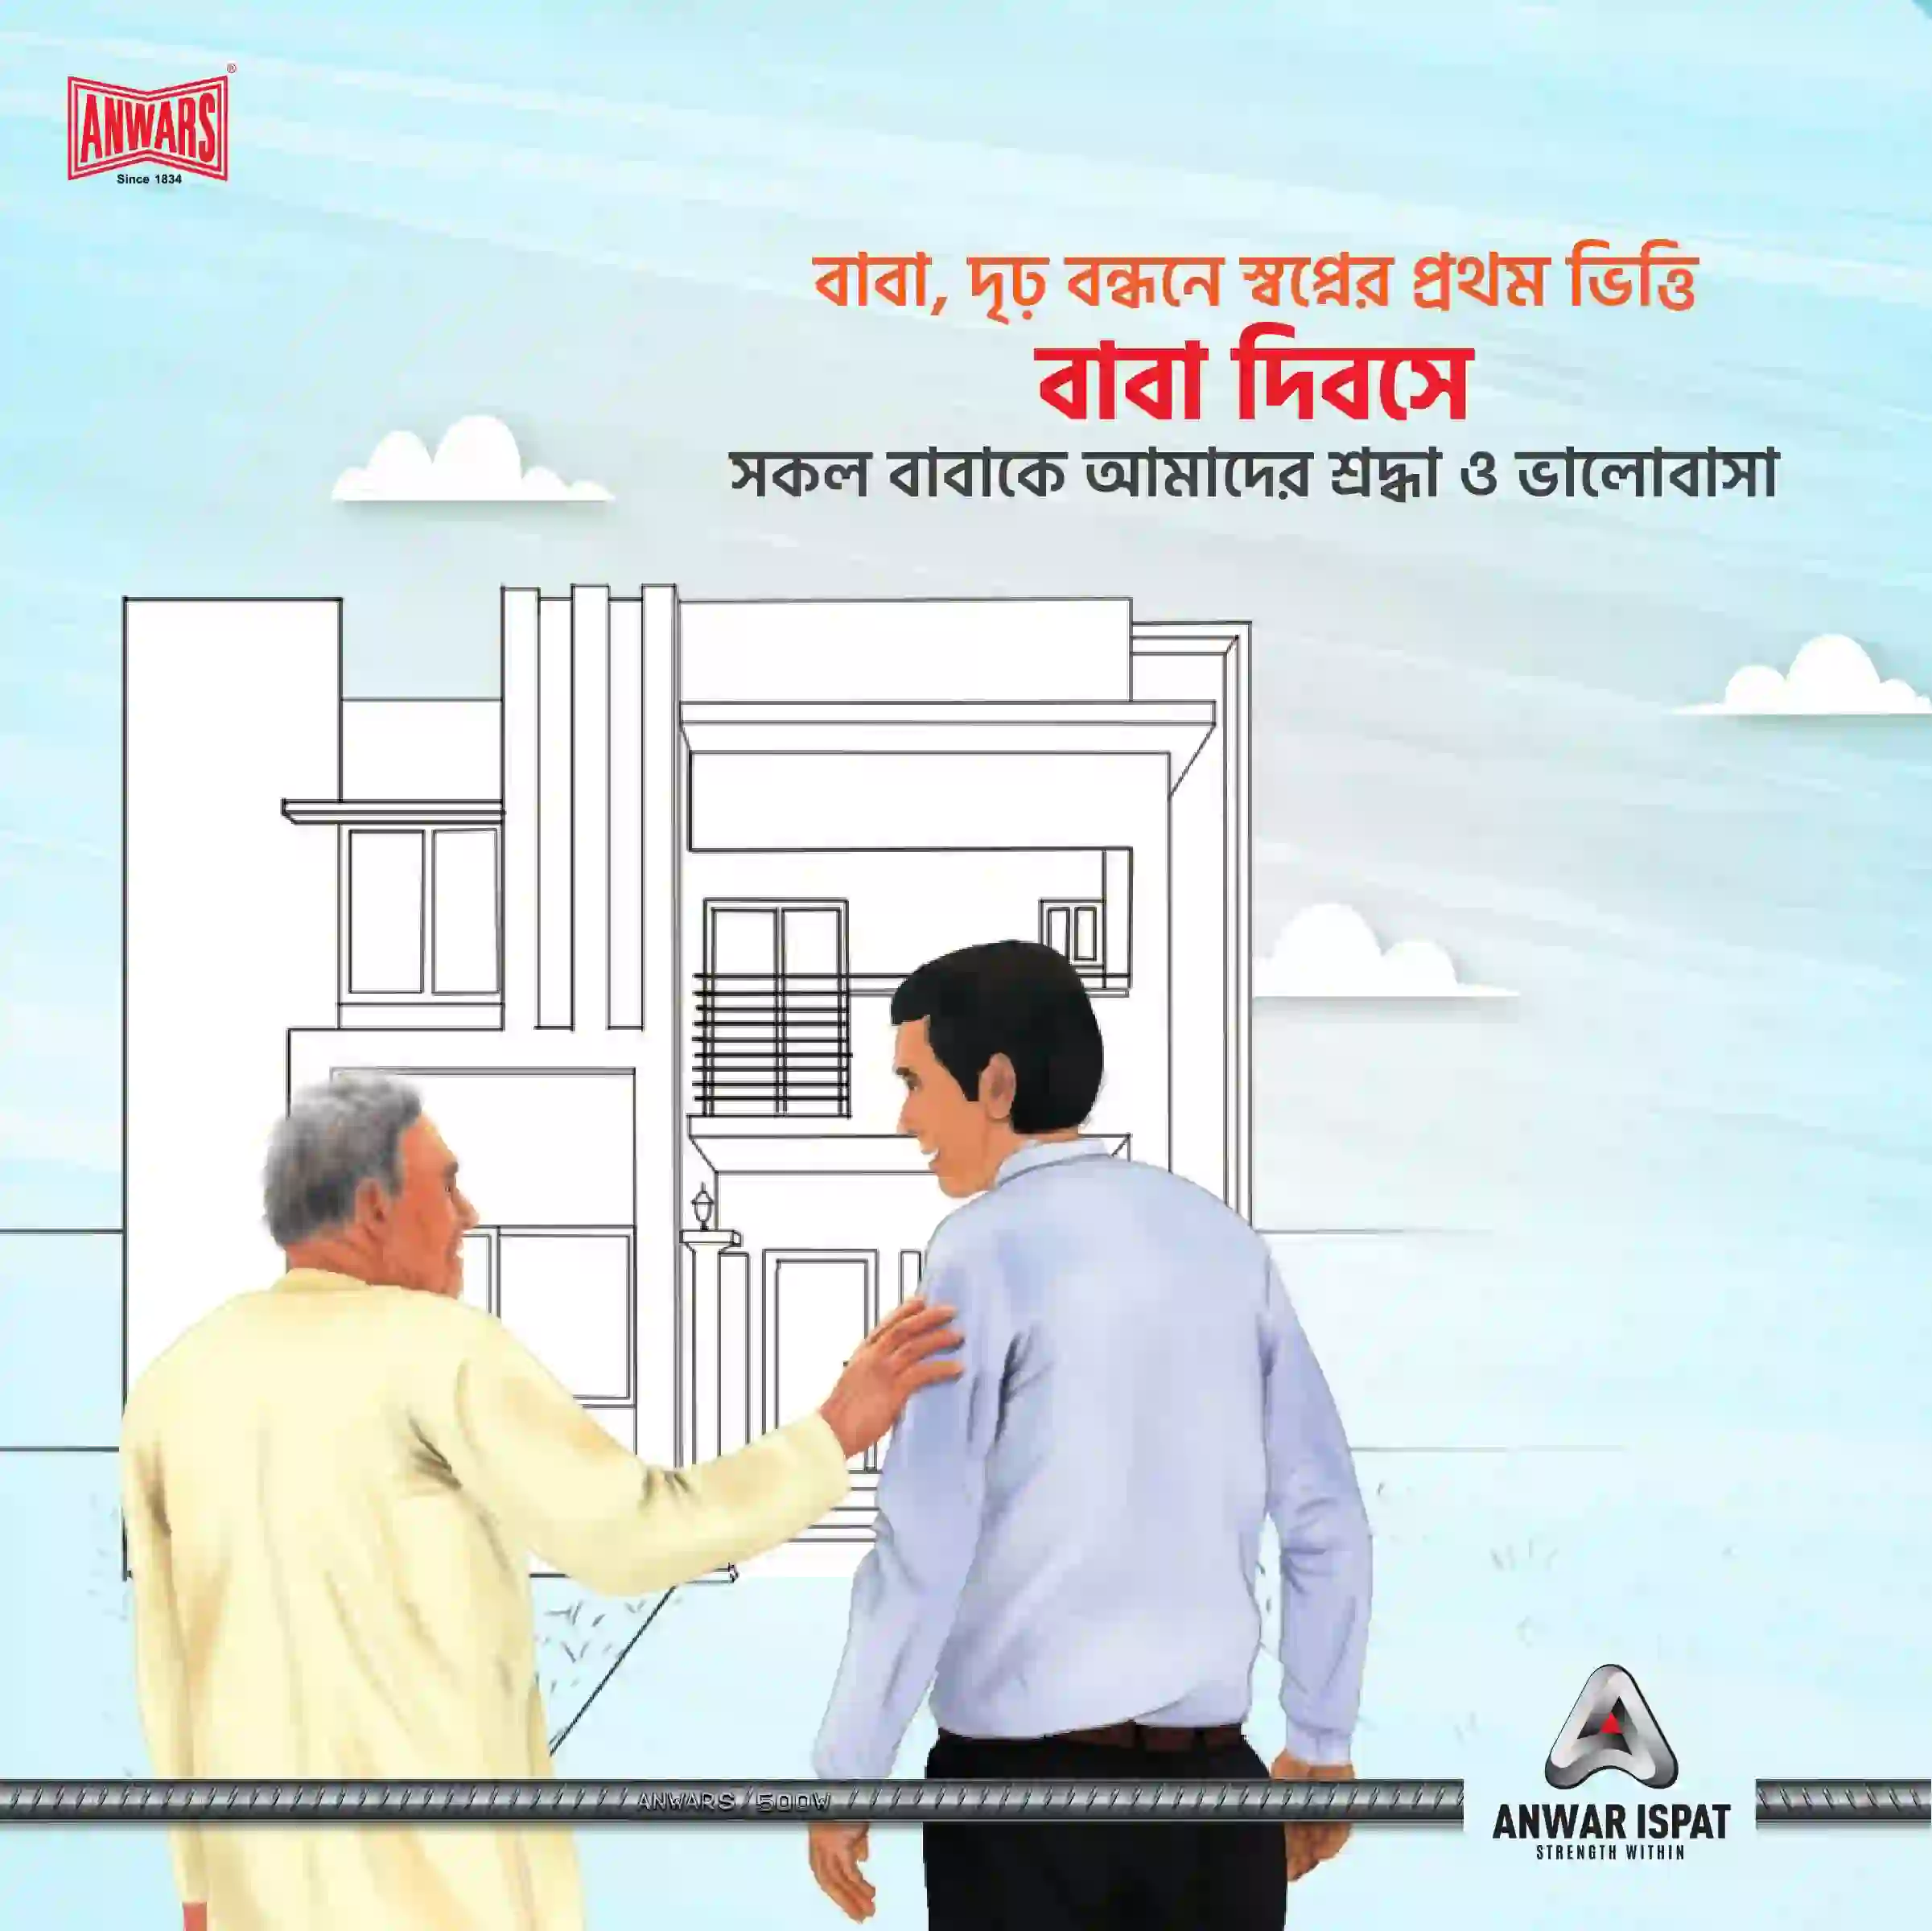 ANWARS®
Since 1834
বাবা, দৃঢ় বন্ধনে স্বপ্নের প্রথম ভিত্তি
বাবা দিবসে
সকল বাবাকে আমাদের শ্রদ্ধা ও ভালোবাসা
ANWARS 500W
ANWAR ISPAT
STRENGTH WITHIN